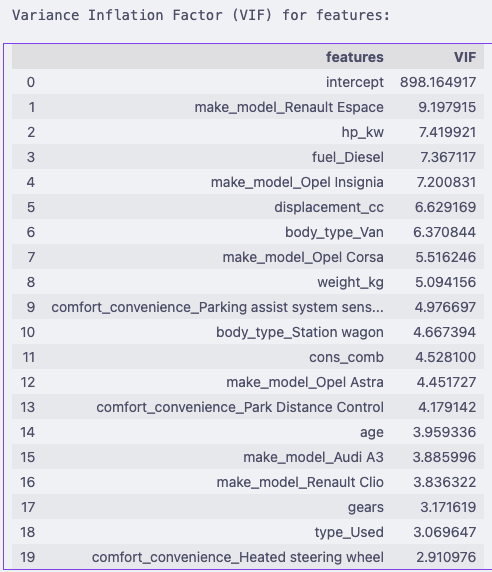 Variance Inflation Factor (VIF) for features:
features VIF
0 intercept 898.164917
1 make_model_Renault Espace 9.197915
2 hp_kw 7.419921
3 fuel_Diesel 7.367117
4 make_model_Opel Insignia 7.200831
5 displacement_cc 6.629169
6 body_type_Van 6.370844
7 make_model_Opel Corsa 5.516246
8 weight_kg 5.094156
9 comfort_convenience_Parking assist system sens... 4.976697
10 body_type_Station wagon 4.667394
11 cons_comb 4.528100
12 make_model_Opel Astra 4.451727
13 comfort_convenience_Park Distance Control 4.179142
14 age 3.959336
15 make_model_Audi A3 3.885996
16 make_model_Renault Clio 3.836322
17 gears 3.171619
18 type_Used 3.069647
19 comfort_convenience_Heated steering wheel 2.910976